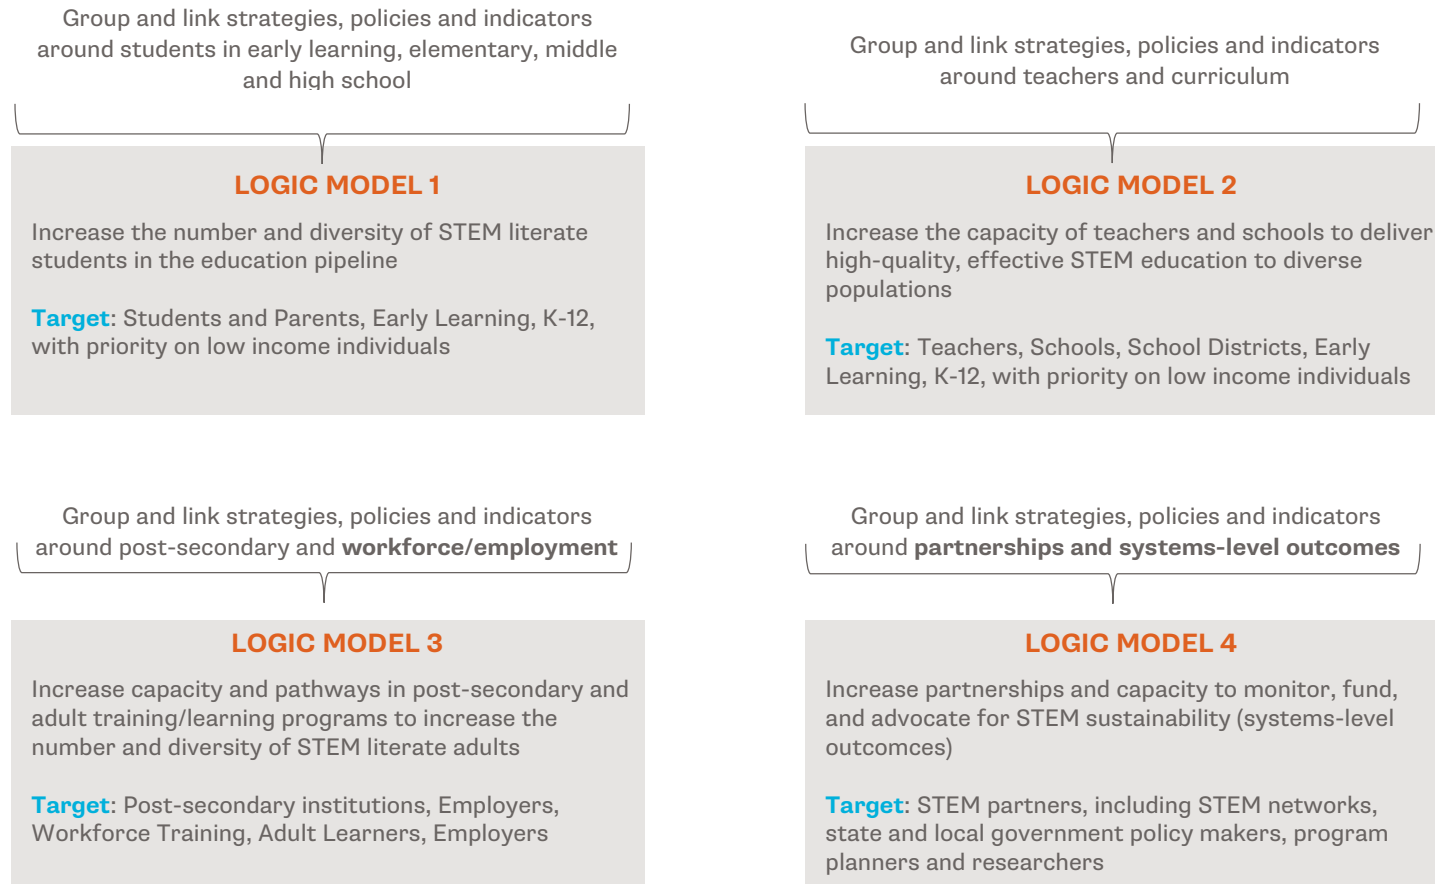 Group and link strategies, policies and indicators
around students in early learning, elementary, middle
and high school
LOGIC MODEL 1
Increase the number and diversity of STEM literate
students in the education pipeline
Target: Students and Parents, Early Learning, K-12,
with priority on low income individuals
Group and link strategies, policies and indicators
around teachers and curriculum
LOGIC MODEL 2
Increase the capacity of teachers and schools to deliver
high-quality, effective STEM education to diverse
populations
Target: Teachers, Schools, School Districts, Early
Learning, K-12, with priority on low income individuals
Group and link strategies, policies and indicators
around post-secondary and workforce/employment
LOGIC MODEL 3
Increase capacity and pathways in post-secondary and
adult training/learning programs to increase the
number and diversity of STEM literate adults
Target: Post-secondary institutions, Employers,
Workforce Training, Adult Learners, Employers
Group and link strategies, policies and indicators
around partnerships and systems-level outcomes
LOGIC MODEL 4
Increase partnerships and capacity to monitor, fund,
and advocate for STEM sustainability (systems-level
outcomces)
Target: STEM partners, including STEM networks,
state and local government policy makers, program
planners and researchers